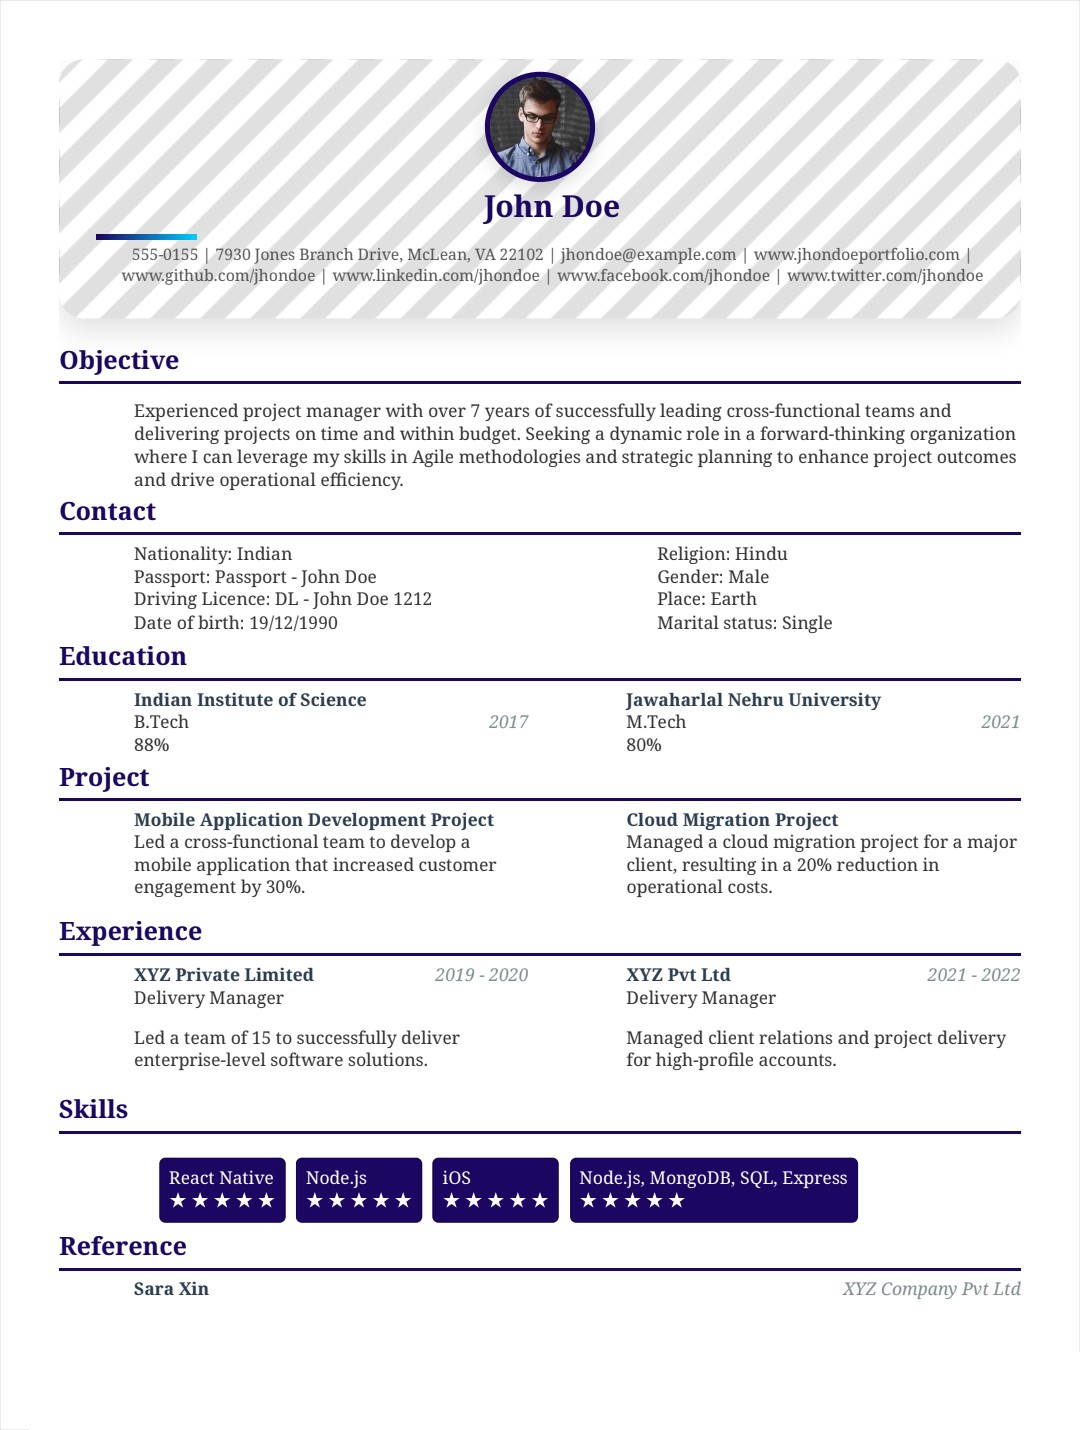 John Doe
555-0155 | 7930 Jones Branch Drive, McLean, VA 22102 | jhondoe@example.com | www.jhondoeportfolio.com |
www.github.com/jhondoe | www.linkedin.com/jhondoe | www.facebook.com/jhondoe | www.twitter.com/jhondoe
Objective
Experienced project manager with over 7 years of successfully leading cross-functional teams and
delivering projects on time and within budget. Seeking a dynamic role in a forward-thinking organization
where I can leverage my skills in Agile methodologies and strategic planning to enhance project outcomes
and drive operational efficiency.
Contact
Nationality: Indian
Passport: Passport - John Doe
Driving Licence: DL - John Doe 1212
Date of birth: 19/12/1990
Religion: Hindu
Gender: Male
Place: Earth
Marital status: Single
Education
Indian Institute of Science
B.Tech 2017
88%
Jawaharlal Nehru University
M.Tech 2021
80%
Project
Mobile Application Development Project
Led a cross-functional team to develop a
mobile application that increased customer
engagement by 30%.
Cloud Migration Project
Managed a cloud migration project for a major
client, resulting in a 20% reduction in
operational costs.
Experience
XYZ Private Limited 2019 - 2020
Delivery Manager
Led a team of 15 to successfully deliver
enterprise-level software solutions.
XYZ Pvt Ltd 2021 - 2022
Delivery Manager
Managed client relations and project delivery
for high-profile accounts.
Skills
React Native
★ ★ ★ ★ ★
Node.js
★ ★ ★ ★ ★
iOS
★ ★ ★ ★ ★
Node.js, MongoDB, SQL, Express
★ ★ ★ ★ ★
Reference
Sara Xin XYZ Company Pvt Ltd